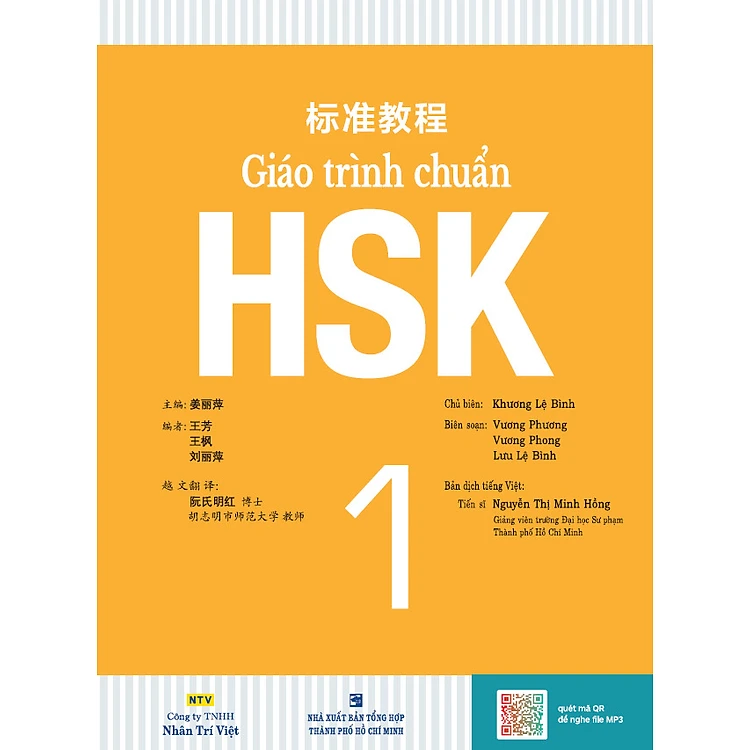 标准教程
Giáo trình chuẩn
HSK
1
主编: 姜丽萍
编者: 王芳
王枫
刘丽萍
越文翻译:
阮氏明红 博士
胡志明市师范大学 教师
Chủ biên: Khương Lệ Bình
Biên soạn: Vương Phương
Vương Phong
Lưu Lệ Bình
Bản dịch tiếng Việt:
Tiến sĩ Nguyễn Thị Minh Hồng
Giảng viên trường Đại học Sư phạm
Thành phố Hồ Chí Minh
NTV
Công ty TNHH
Nhân Trí Việt
NHÀ XUẤT BẢN TỔNG HỢP
THÀNH PHỐ HỒ CHÍ MINH
quét mã QR
để nghe file MP3